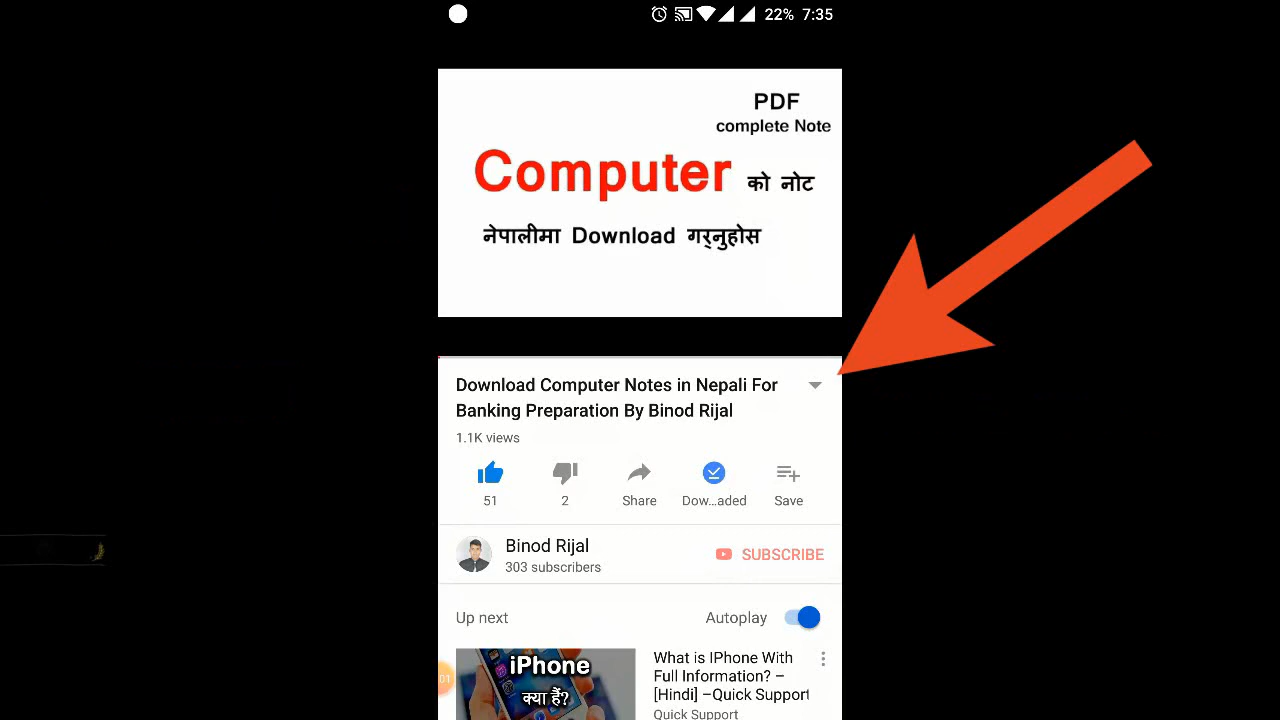 22% 7:35
PDF
complete Note
Computer को नोट
नेपालीमा Download गर्नुहोस
Download Computer Notes in Nepali For
Banking Preparation By Binod Rijal
1.1K views
51 2 Share Dow...aded Save
Binod Rijal
303 subscribers
SUBSCRIBE
Up next Autoplay
iPhone
क्या हैं?
What is IPhone With
Full Information? –
[Hindi] –Quick Support
Quick Support
01